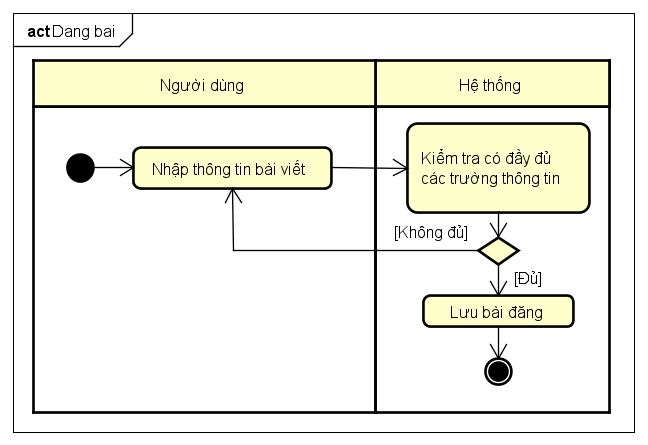 act Dang bai
Người dùng
Hệ thống
Nhập thông tin bài viết
Kiểm tra có đầy đủ
các trường thông tin
[Không đủ]
[Đủ]
Lưu bài đăng